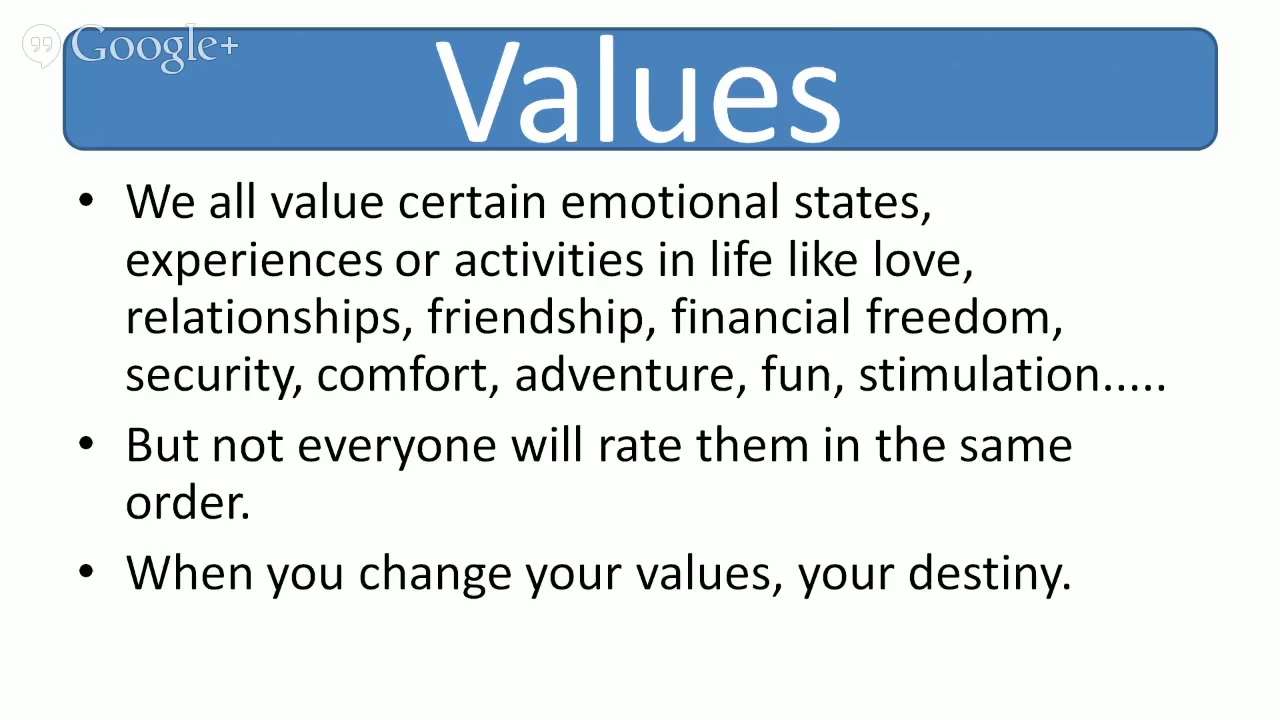 Google+
Values
• We all value certain emotional states,
experiences or activities in life like love,
relationships, friendship, financial freedom,
security, comfort, adventure, fun, stimulation.....
• But not everyone will rate them in the same
order.
• When you change your values, your destiny.